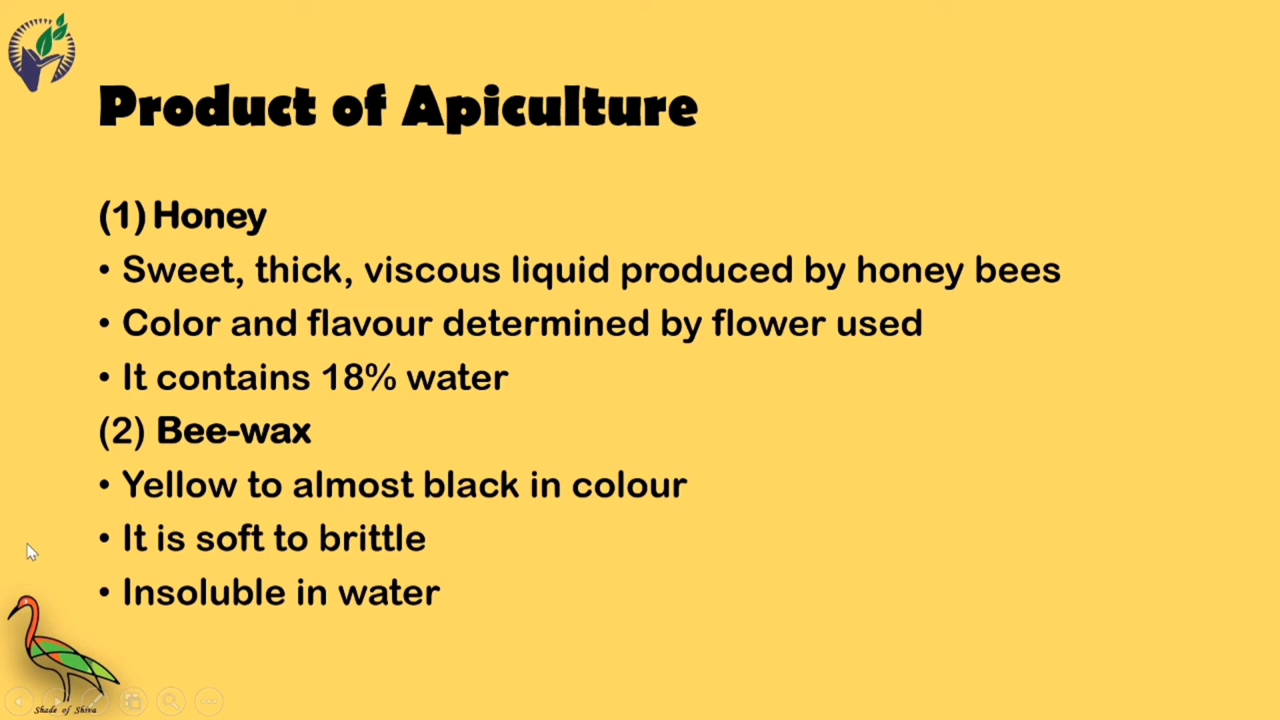 Product of Apiculture
(1) Honey
• Sweet, thick, viscous liquid produced by honey bees
• Color and flavour determined by flower used
• It contains 18% water
(2) Bee-wax
• Yellow to almost black in colour
• It is soft to brittle
• Insoluble in water
Shade of Shiva